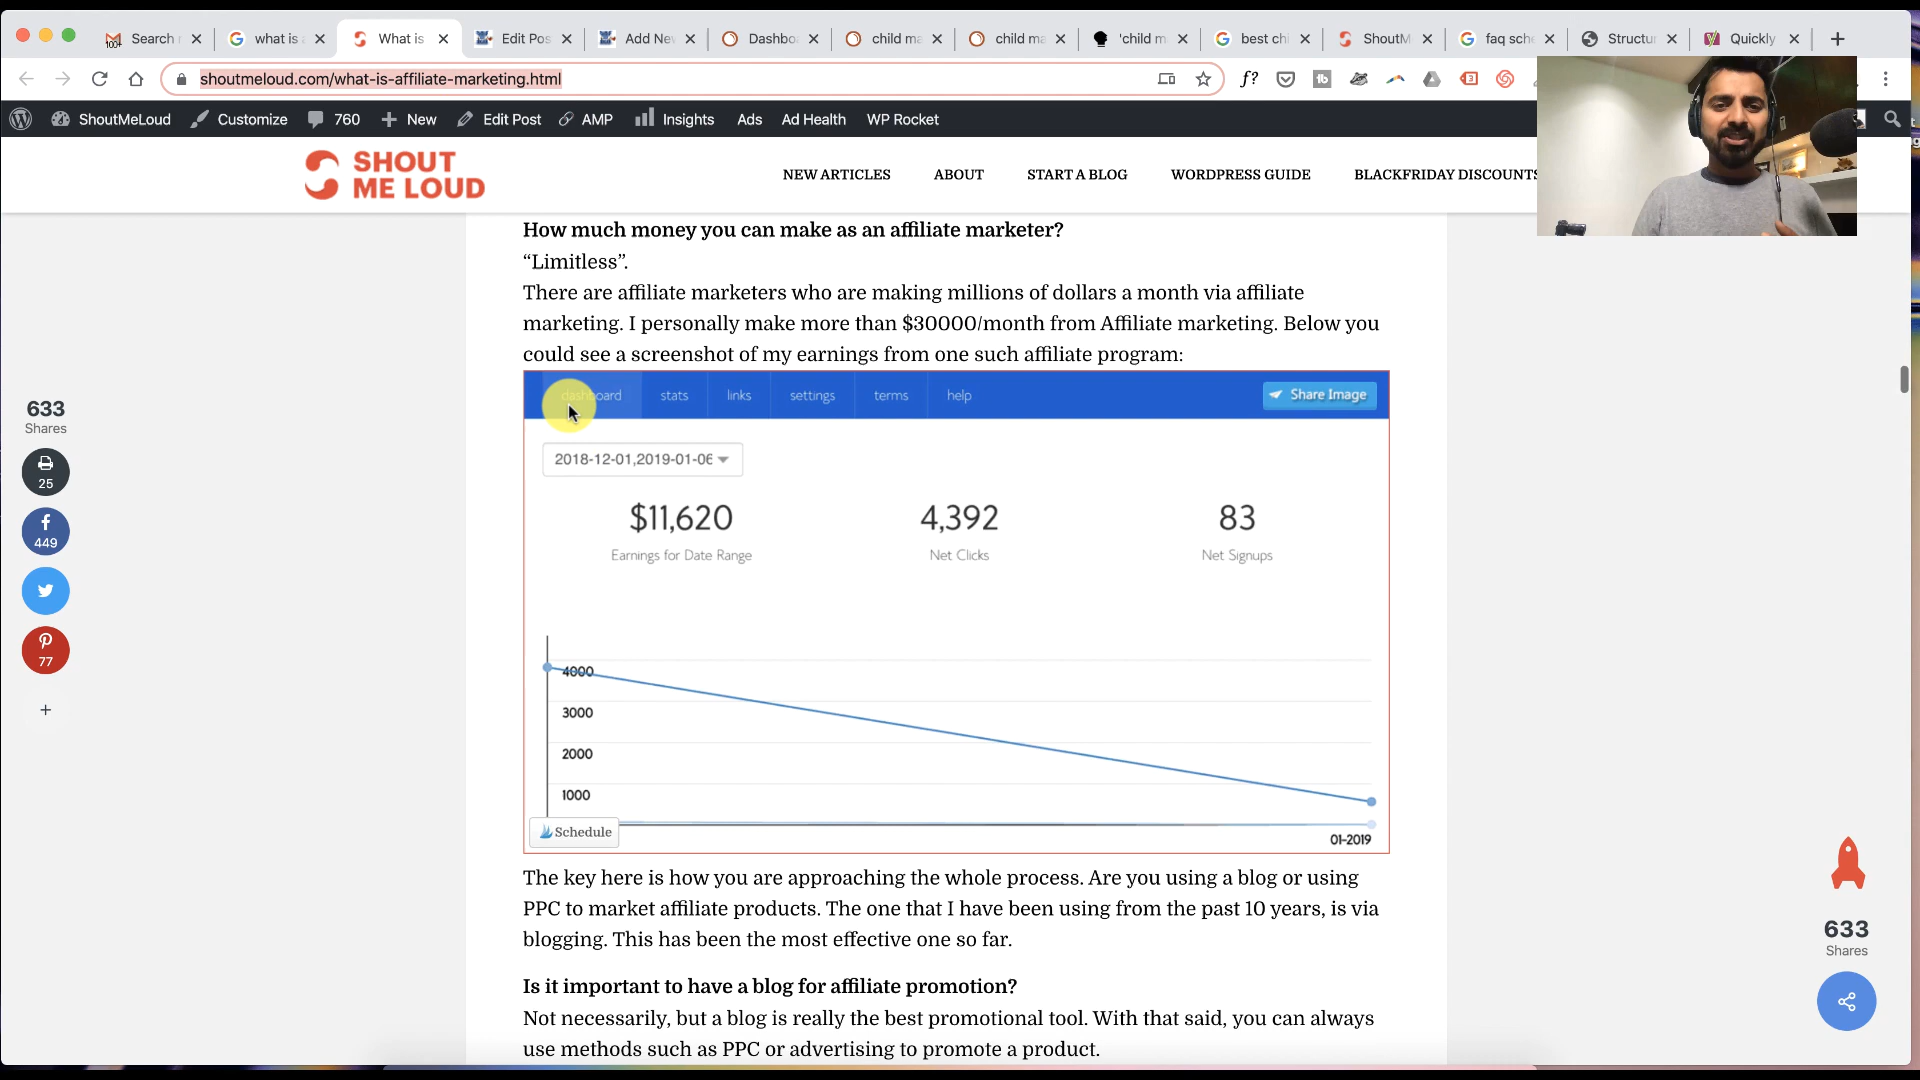 Search
what is
What is
Edit Pos
Add Nev
Dashbo
child ma
child ma
'child m
best chi
ShoutM
faq sche
Structur
Quickly
shoutmeloud.com/what-is-affiliate-marketing.html
f?
ShoutMeLoud
Customize
760
New
Edit Post
AMP
Insights
Ads
Ad Health
WP Rocket
SHOUT
ME LOUD
NEW ARTICLES
ABOUT
START A BLOG
WORDPRESS GUIDE
BLACKFRIDAY DISCOUNTS
How much money you can make as an affiliate marketer?
“Limitless”.
There are affiliate marketers who are making millions of dollars a month via affiliate
marketing. I personally make more than $30000/month from Affiliate marketing. Below you
could see a screenshot of my earnings from one such affiliate program:
dashboard
stats
links
settings
terms
help
Share Image
2018-12-01,2019-01-06
$11,620
4,392
83
Earnings for Date Range
Net Clicks
Net Signups
4000
3000
2000
1000
Schedule
01-2019
The key here is how you are approaching the whole process. Are you using a blog or using
PPC to market affiliate products. The one that I have been using from the past 10 years, is via
blogging. This has been the most effective one so far.
Is it important to have a blog for affiliate promotion?
Not necessarily, but a blog is really the best promotional tool. With that said, you can always
use methods such as PPC or advertising to promote a product.
633
Shares
25
449
77
633
Shares